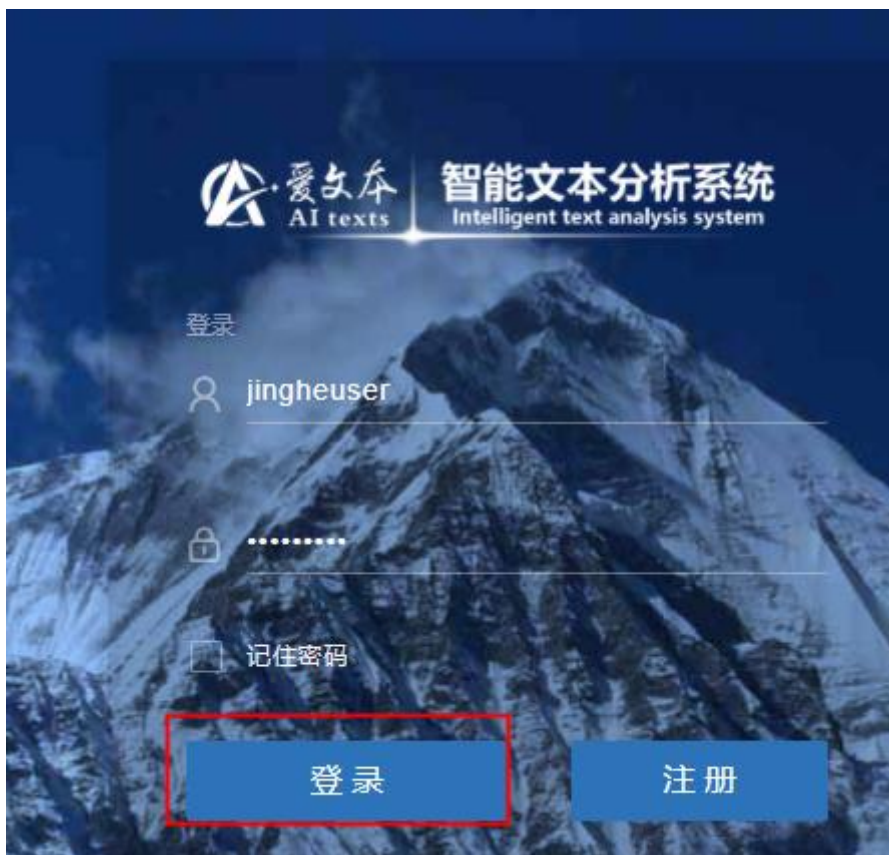 爱文本
AI texts
智能文本分析系统
Intelligent text analysis system
登录
jingheuser
•••••••••
记住密码
登录
注册